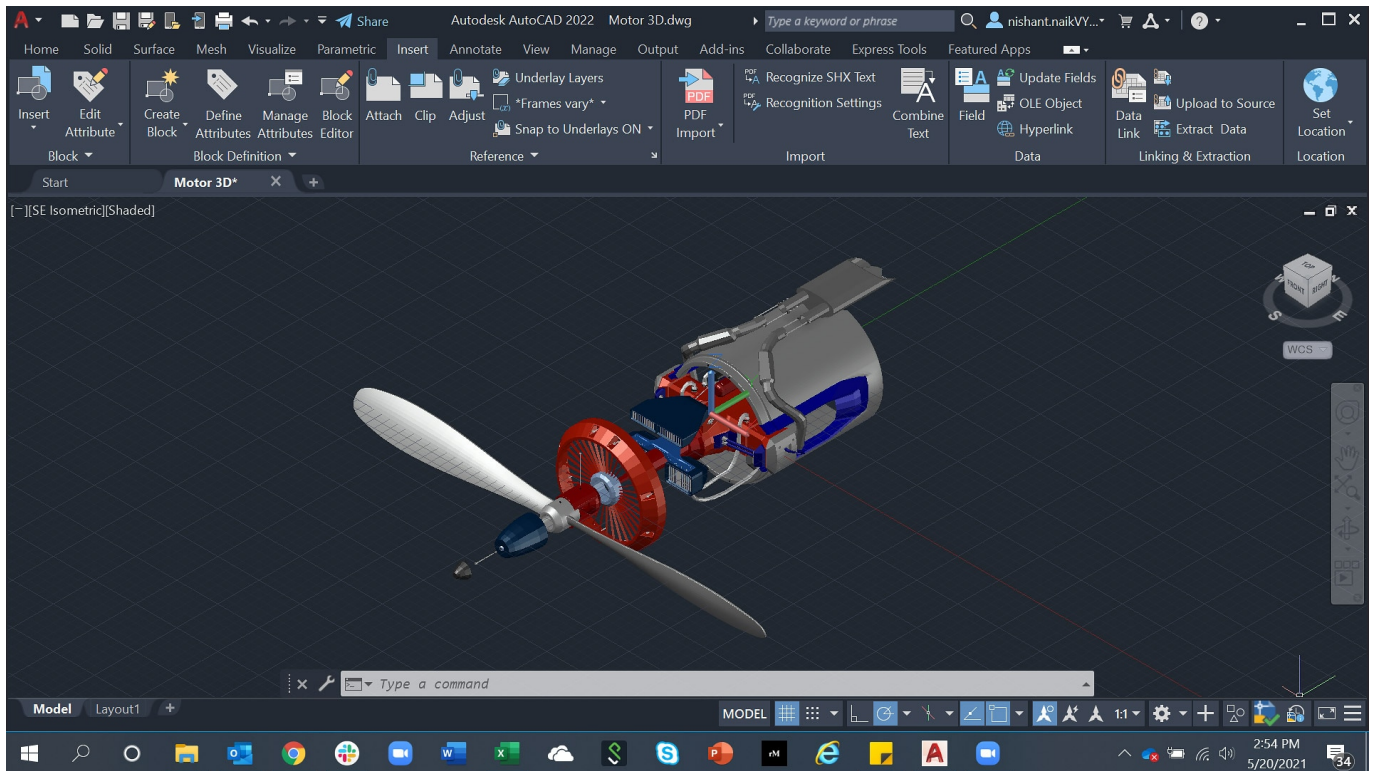 Share
Autodesk AutoCAD 2022 Motor 3D.dwg
Type a keyword or phrase
nishant.naikVY...
Home Solid Surface Mesh Visualize Parametric Insert Annotate View Manage Output Add-ins Collaborate Express Tools Featured Apps
Insert
Edit Attribute
Block
Create Block
Define Attributes
Manage Attributes
Block Editor
Block Definition
Attach
Clip
Adjust
Underlay Layers
*Frames vary*
Snap to Underlays ON
Reference
PDF
PDF Import
PDF A Recognize SHX Text
PDF A Recognition Settings
A
Combine Text
Import
A
Field
Update Fields
OLE Object
Hyperlink
Data
Data Link
Upload to Source
Extract Data
Linking & Extraction
Set Location
Location
Start
Motor 3D*
[−][SE Isometric][Shaded]
TOP
FRONT
RIGHT
W
N
S
E
WCS
Type a command
Model Layout1
MODEL
1:1
2:54 PM
5/20/2021
34